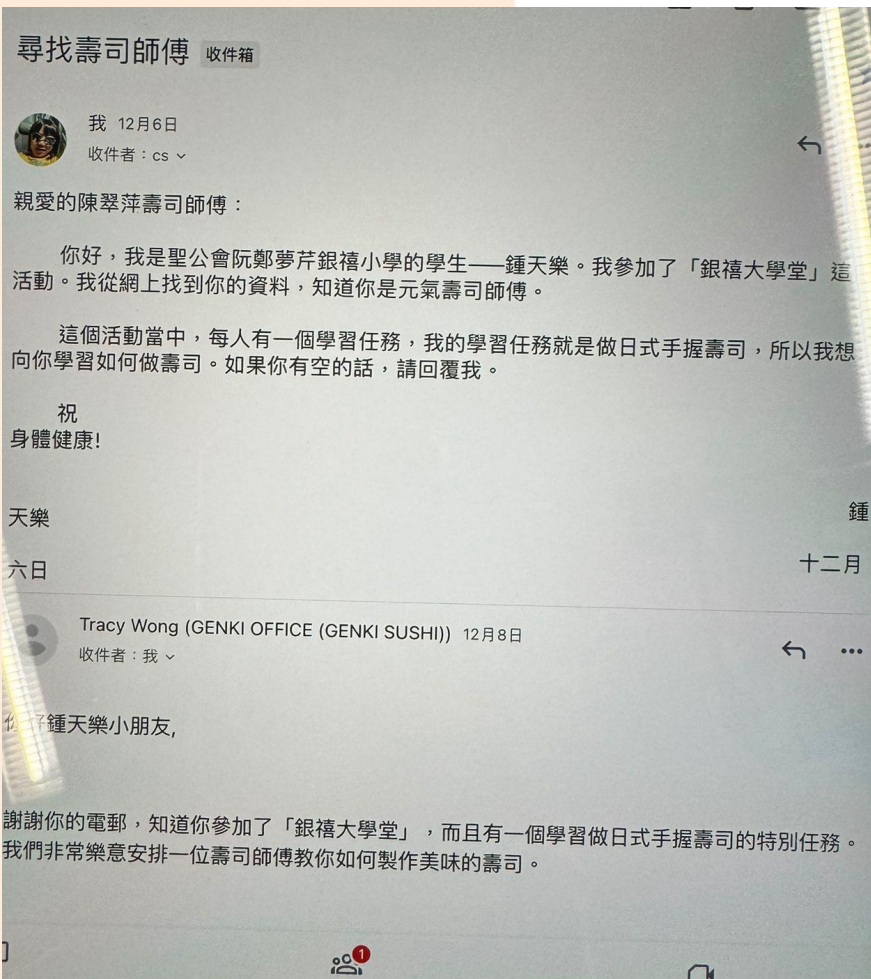 尋找壽司師傅 收件箱
我 12月6日
收件者：cs
親愛的陳翠萍壽司師傅：
你好，我是聖公會阮鄭夢芹銀禧小學的學生——鍾天樂。我參加了「銀禧大學堂」這
活動。我從網上找到你的資料，知道你是元氣壽司師傅。
這個活動當中，每人有一個學習任務，我的學習任務就是做日式手握壽司，所以我想
向你學習如何做壽司。如果你有空的話，請回覆我。
祝
身體健康!
鍾
天樂
十二月
六日
Tracy Wong (GENKI OFFICE (GENKI SUSHI)) 12月8日
收件者：我
你好鍾天樂小朋友,
謝謝你的電郵，知道你參加了「銀禧大學堂」，而且有一個學習做日式手握壽司的特別任務。
我們非常樂意安排一位壽司師傅教你如何製作美味的壽司。
1